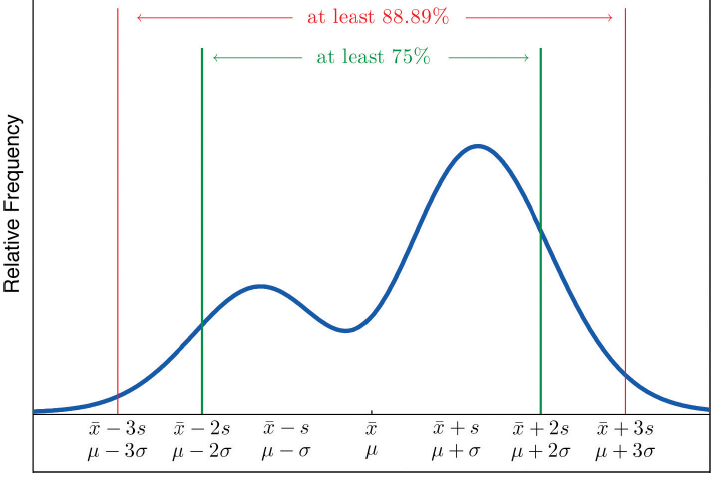 at least 88.89%
at least 75%
Relative Frequency
x̄ − 3s x̄ − 2s x̄ − s x̄ x̄ + s x̄ + 2s x̄ + 3s
μ − 3σ μ − 2σ μ − σ μ μ + σ μ + 2σ μ + 3σ